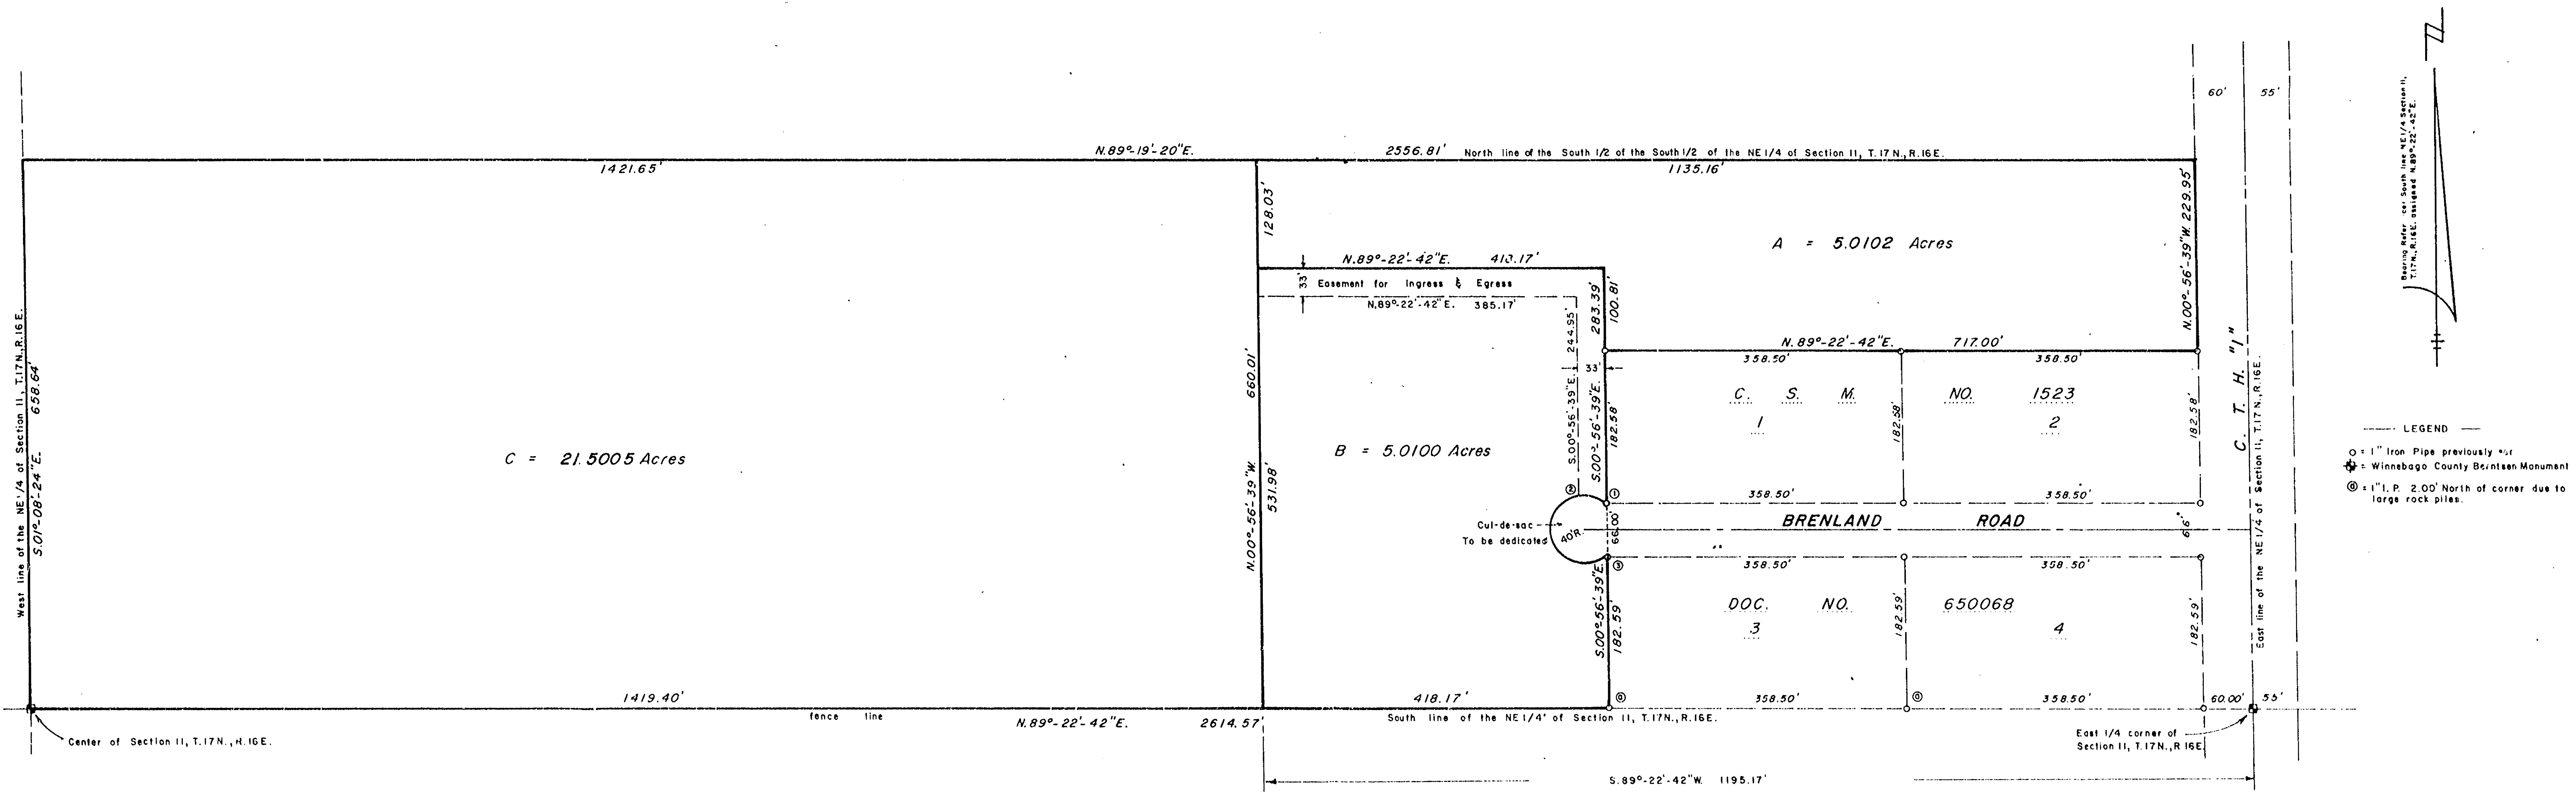 60'
55'
N.89°-19'-20"E.
2556.81' North line of the South 1/2 of the South 1/2 of the NE 1/4 of Section 11, T.17 N., R.16 E.
1421.65'
1135.16'
128.03'
N.00°-56'-39"W. 229.95'
A = 5.0102 Acres
N.89°-22'-42"E.
33' Easement for Ingress & Egress
N.89°-22'-42"E. 385.17'
283.39'
100.81'
S.00°-56'-39"E. 244.95'
33'
N.89°-22'-42"E. 717.00'
358.50'
358.50'
West line of the NE 1/4 of Section 11, T.17 N., R.16 E.
S.01°-08'-24"E. 658.64'
660.01'
N.00°-56'-39"W.
531.98'
C = 21.5005 Acres
B = 5.0100 Acres
S.00°-56'-39"E.
182.58'
C. S. M. NO. 1523
1
2
182.58'
182.58'
C. T. H. "I"
East line of the NE 1/4 of Section 11, T.17 N., R.16 E.
②
①
358.50'
358.50'
Cul-de-sac
To be dedicated
40'R.
66.00'
BRENLAND ROAD
③
358.50'
358.50'
S.00°-56'-39"E.
182.59'
DOC. NO. 650068
3
4
182.59'
182.59'
1419.40'
418.17'
358.50'
358.50'
60.00'
55'
fence line
N.89°-22'-42"E. 2614.57'
South line of the NE 1/4 of Section 11, T.17 N., R.16 E.
Center of Section 11, T.17 N., R.16 E.
East 1/4 corner of
Section 11, T.17 N., R 16 E.
S.89°-22'-42"W. 1195.17'
South line NE 1/4 Section 11,
T.17 N., R.16 E. assigned N.89°-22'-42"E.
LEGEND
= 1" Iron Pipe previously
= Winnebago County Berntsen Monument
= 1" I.P. 2.00' North of corner due to
large rock piles.